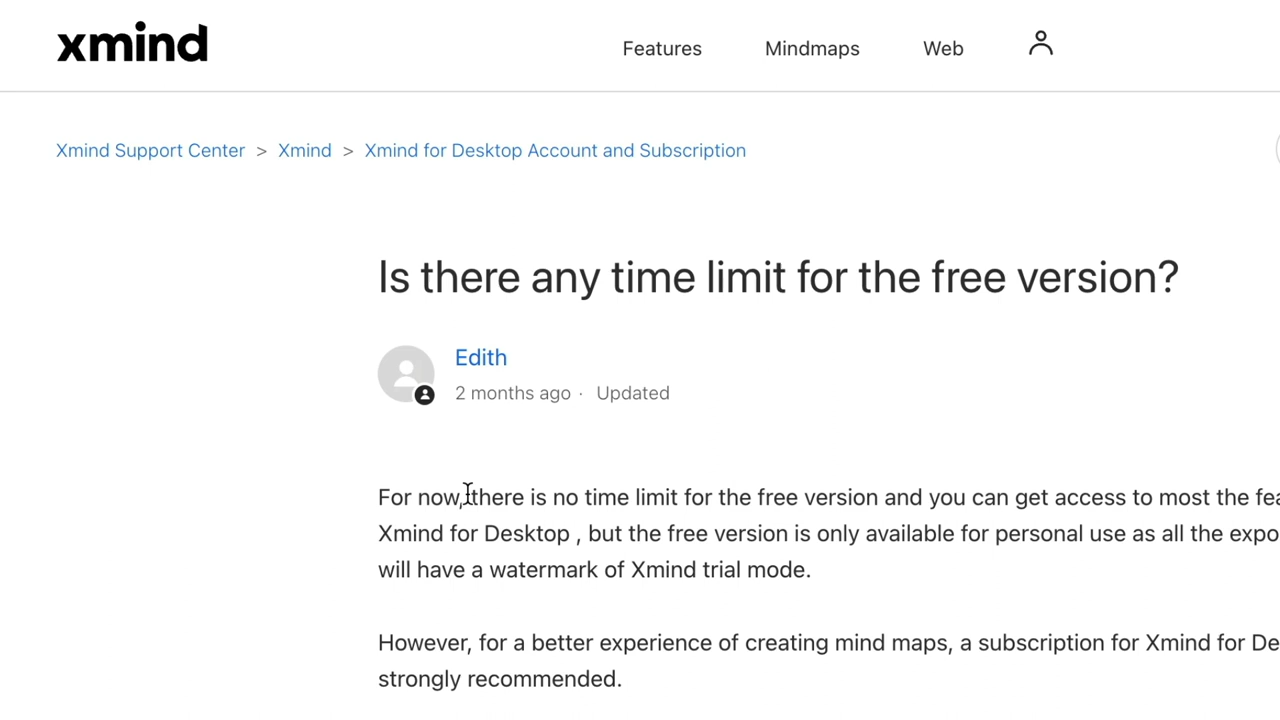 xmind
Features Mindmaps Web
Xmind Support Center > Xmind > Xmind for Desktop Account and Subscription
Is there any time limit for the free version?
Edith
2 months ago · Updated
For now, there is no time limit for the free version and you can get access to most the
Xmind for Desktop , but the free version is only available for personal use as all the
will have a watermark of Xmind trial mode.
However, for a better experience of creating mind maps, a subscription for Xmind for
strongly recommended.